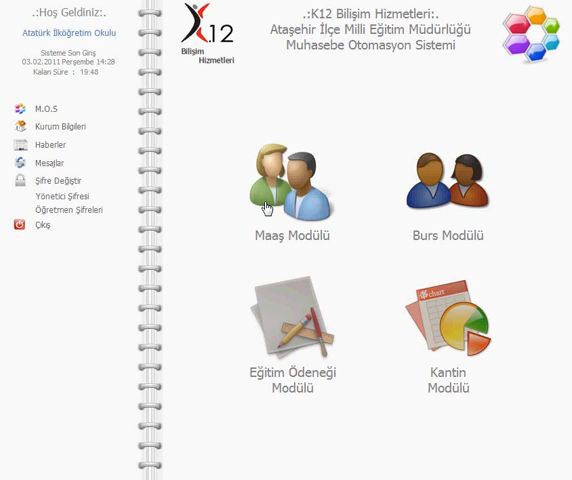 .:Hoş Geldiniz:.
Atatürk İlköğretim Okulu
Sisteme Son Giriş
03.02.2011 Perşembe 14:28
Kalan Süre : 19:48
M.O.S
Kurum Bilgileri
Haberler
Mesajlar
Şifre Değiştir
Yönetici Şifresi
Öğretmen Şifreleri
Çıkış
.12
Bilişim
Hizmetleri
.:K12 Bilişim Hizmetleri:.
Ataşehir İlçe Milli Eğitim Müdürlüğü
Muhasebe Otomasyon Sistemi
Maaş Modülü
Burs Modülü
chart
Eğitim Ödeneği
Modülü
Kantin
Modülü